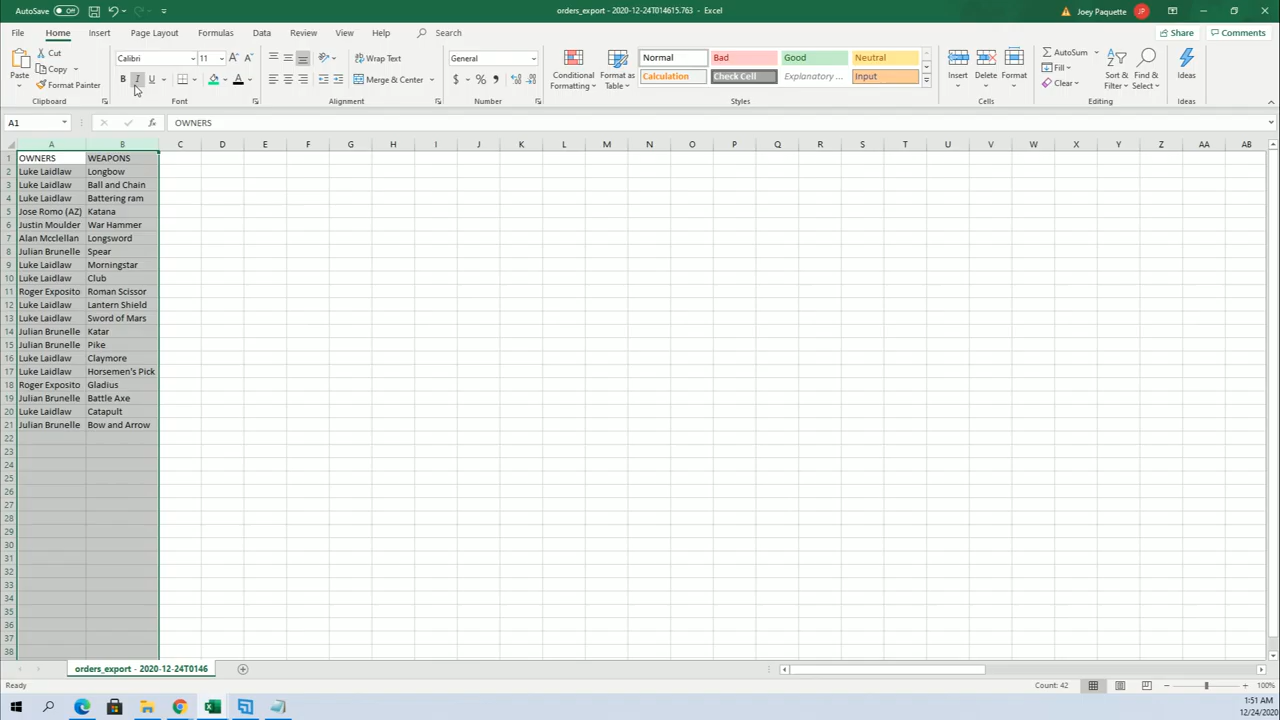 AutoSave Off orders_export - 2020-12-24T014615.763 - Excel Joey Paquette JP
File Home Insert Page Layout Formulas Data Review View Help Search Share Comments
Paste Cut Copy Format Painter Clipboard
Calibri 11 B I U A Font
Wrap Text Merge & Center Alignment
General $ % Number
Conditional Formatting Format as Table
Normal Bad Good Neutral
Calculation Check Cell Explanatory ... Input
Styles
Insert Delete Format Cells
AutoSum Fill Clear Sort & Filter Find & Select Editing
Ideas Ideas
A1 fx OWNERS
A B C D E F G H I J K L M N O P Q R S T U V W X Y Z AA AB
1 OWNERS WEAPONS
2 Luke Laidlaw Longbow
3 Luke Laidlaw Ball and Chain
4 Luke Laidlaw Battering ram
5 Jose Romo (AZ) Katana
6 Justin Moulder War Hammer
7 Alan Mcclellan Longsword
8 Julian Brunelle Spear
9 Luke Laidlaw Morningstar
10 Luke Laidlaw Club
11 Roger Exposito Roman Scissor
12 Luke Laidlaw Lantern Shield
13 Luke Laidlaw Sword of Mars
14 Julian Brunelle Katar
15 Julian Brunelle Pike
16 Luke Laidlaw Claymore
17 Luke Laidlaw Horsemen's Pick
18 Roger Exposito Gladius
19 Julian Brunelle Battle Axe
20 Luke Laidlaw Catapult
21 Julian Brunelle Bow and Arrow
22
23
24
25
26
27
28
29
30
31
32
33
34
35
36
37
38
orders_export - 2020-12-24T0146
Ready Count: 42 100%
1:51 AM
12/24/2020